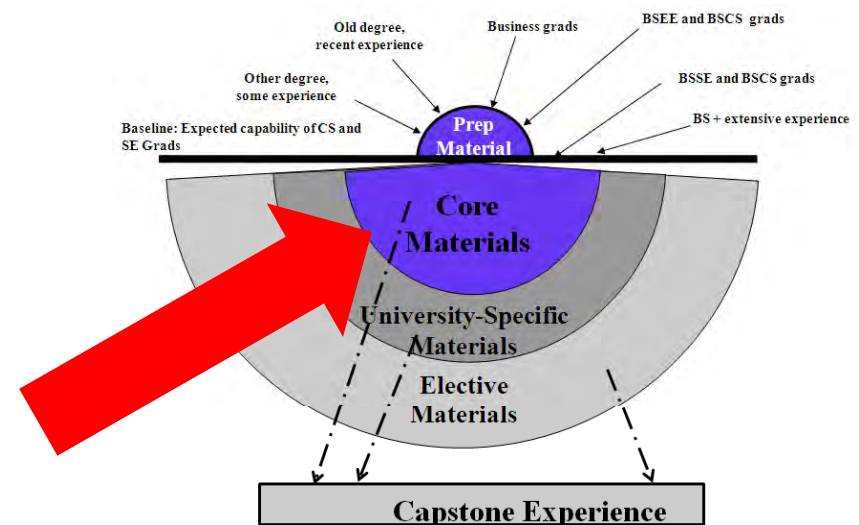 Old degree,
recent experience
Business grads
BSEE and BSCS grads
Other degree,
some experience
BSSE and BSCS grads
BS + extensive experience
Baseline: Expected capability of CS and
SE Grads
Prep
Material
Core
Materials
University-Specific
Materials
Elective
Materials
Capstone Experience